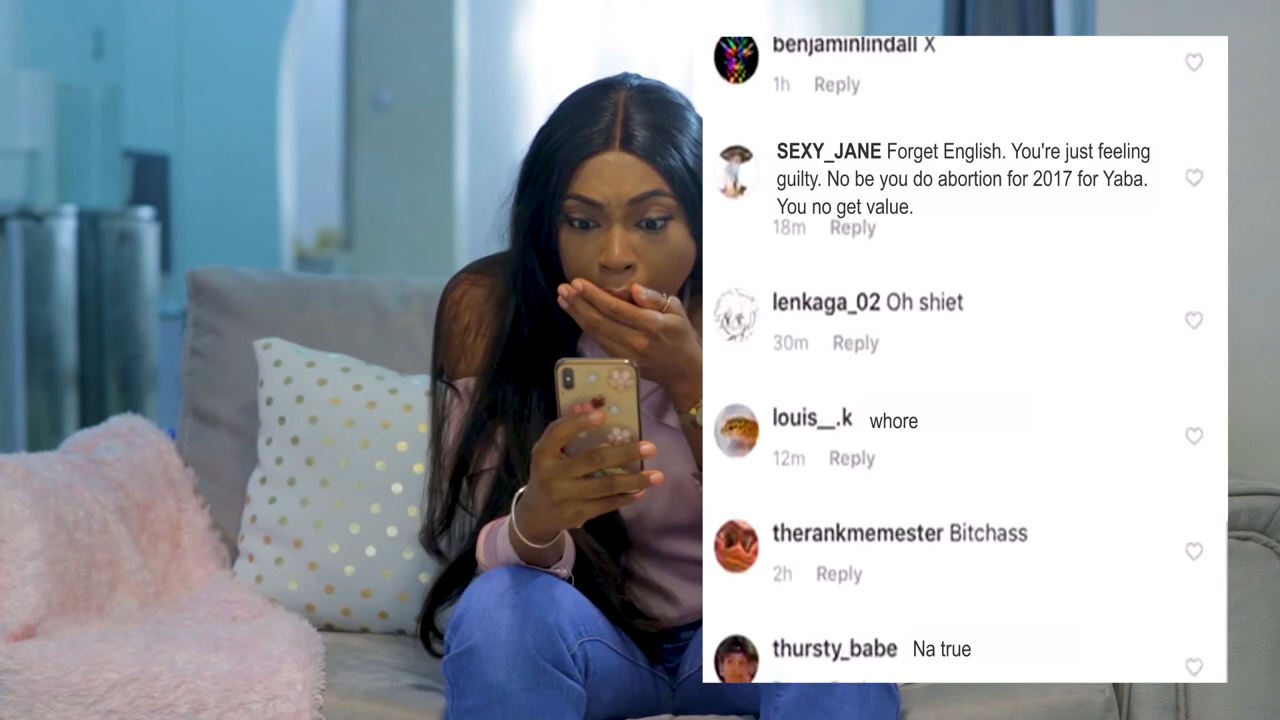 benjaminlindall X
1h Reply
SEXY_JANE Forget English. You're just feeling
guilty. No be you do abortion for 2017 for Yaba.
You no get value.
18m Reply
lenkaga_02 Oh shiet
30m Reply
louis__.k whore
12m Reply
therankmemester Bitchass
2h Reply
thursty_babe Na true